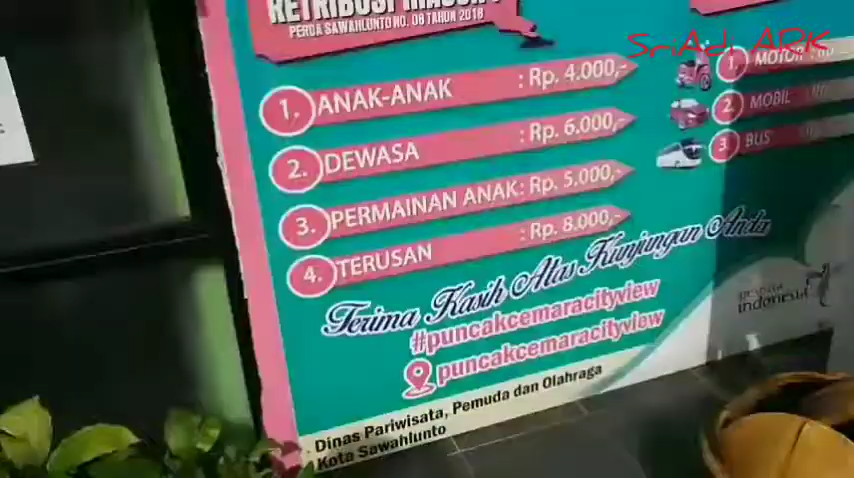 RETRIBUSI
PERDA SAWAHLUNTO NO. 08 TAHUN 2018
SriAdi ARK
1. ANAK-ANAK : Rp. 4.000,-
2. DEWASA : Rp. 6.000,-
3. PERMAINAN ANAK : Rp. 5.000,-
4. TERUSAN : Rp. 8.000,-
1. MOTOR
2. MOBIL
3. BUS
Terima Kasih Atas Kunjungan Anda
#puncakcemaracityview
puncakcemaracityview
indonesia
Dinas Pariwisata, Pemuda dan Olahraga
Kota Sawahlunto